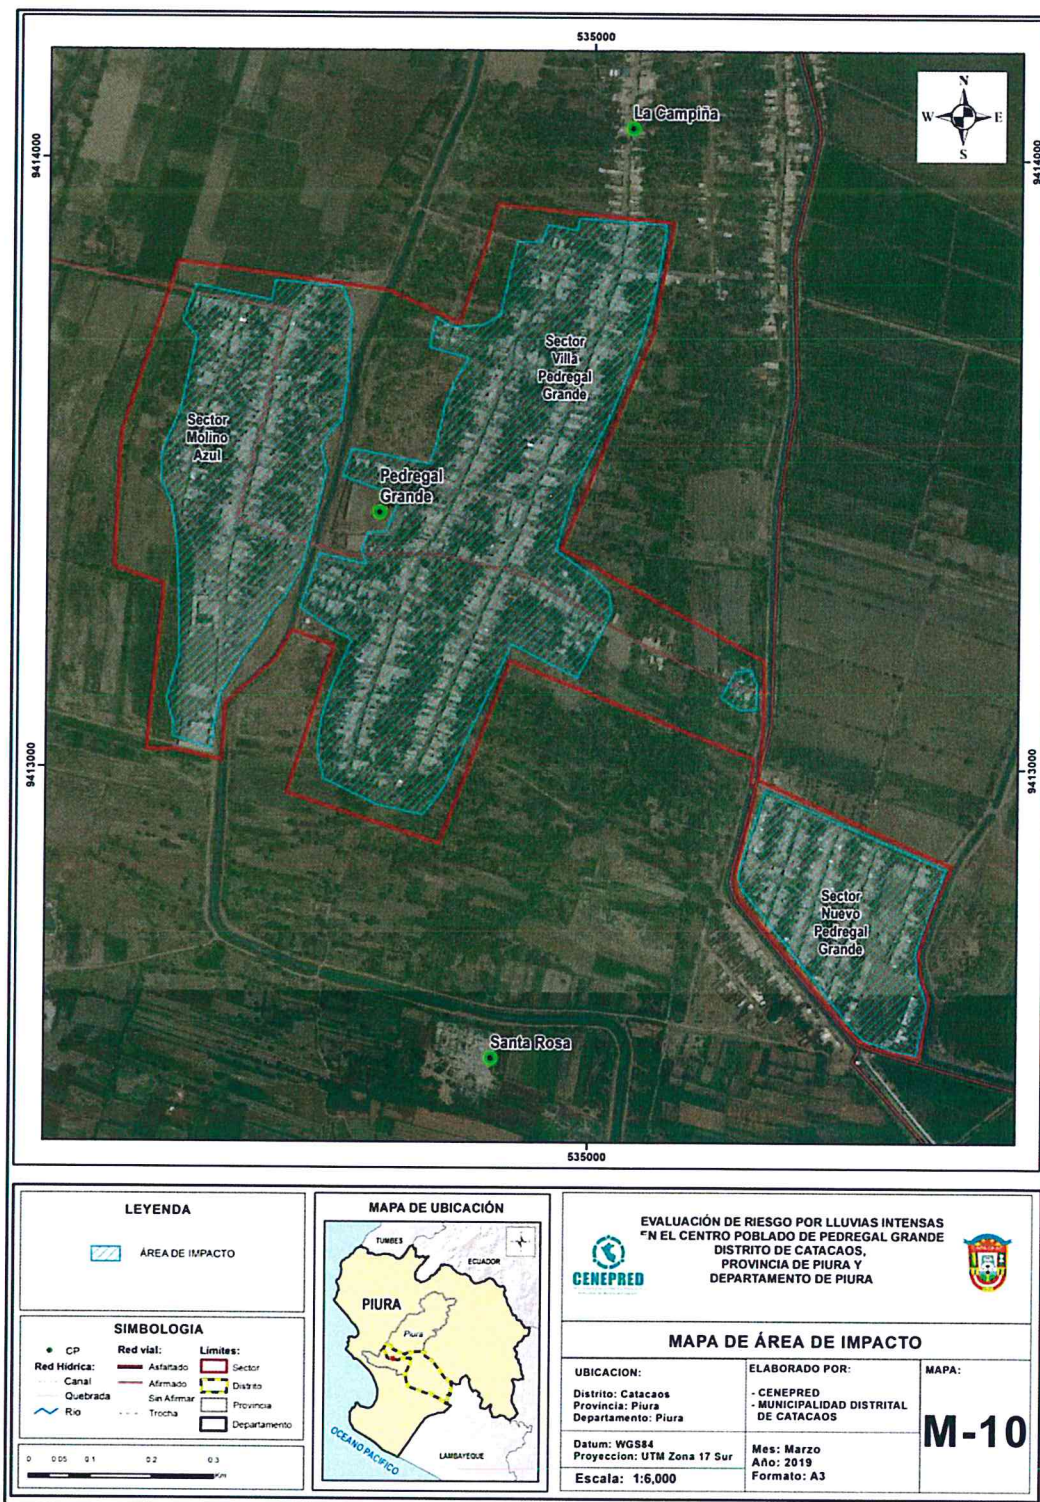 535000
N
W
E
S
La Campiña
9414000
9414000
Sector
Villa
Pedregal
Grande
Sector
Molino
Azul
Pedregal
Grande
9413000
9413000
Sector
Nuevo
Pedregal
Grande
Santa Rosa
535000
LEYENDA
ÁREA DE IMPACTO
SIMBOLOGIA
CP
Red Hídrica:
Canal
Quebrada
Río
Red vial:
Asfaltado
Afirmado
Sin Afirmar
Trocha
Límites:
Sector
Distrito
Provincia
Departamento
0 0.05 0.1 0.2 0.3
Km
MAPA DE UBICACIÓN
TUMBES
ECUADOR
PIURA
Piura
OCEANO PACIFICO
LAMBAYEQUE
CENEPRED
EVALUACIÓN DE RIESGO POR LLUVIAS INTENSAS
EN EL CENTRO POBLADO DE PEDREGAL GRANDE
DISTRITO DE CATACAOS,
PROVINCIA DE PIURA Y
DEPARTAMENTO DE PIURA
MAPA DE ÁREA DE IMPACTO
UBICACION:
Distrito: Catacaos
Provincia: Piura
Departamento: Piura
Datum: WGS84
Proyeccion: UTM Zona 17 Sur
Escala: 1:6,000
ELABORADO POR:
- CENEPRED
- MUNICIPALIDAD DISTRITAL
DE CATACAOS
Mes: Marzo
Año: 2019
Formato: A3
MAPA:
M-10